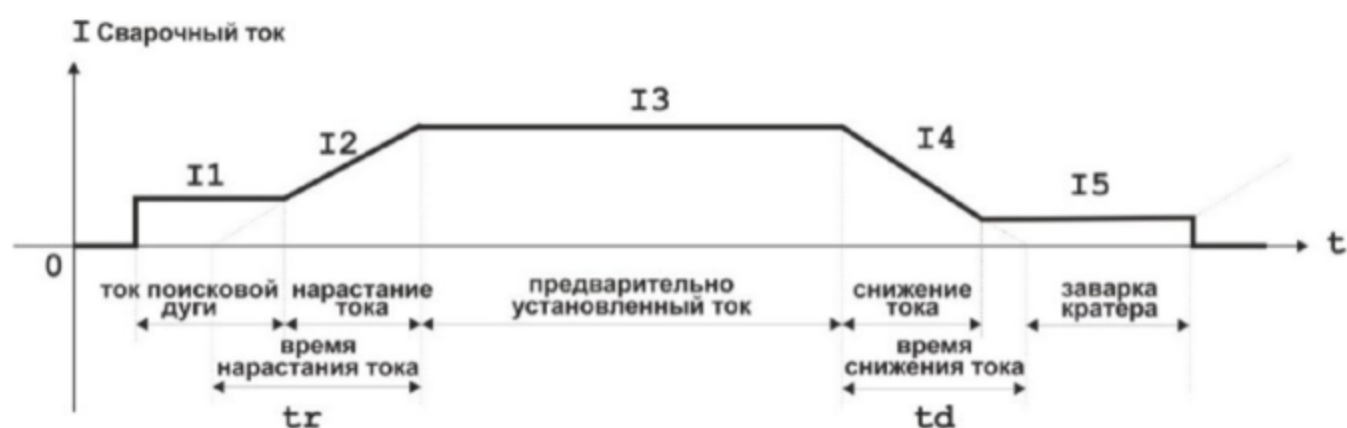 I Сварочный ток
I3
I2
I4
I1
I5
0
t
ток поисковой
дуги
нарастание
тока
предварительно
установленный ток
снижение
тока
заварка
кратера
время
нарастания тока
время
снижения тока
tr
td